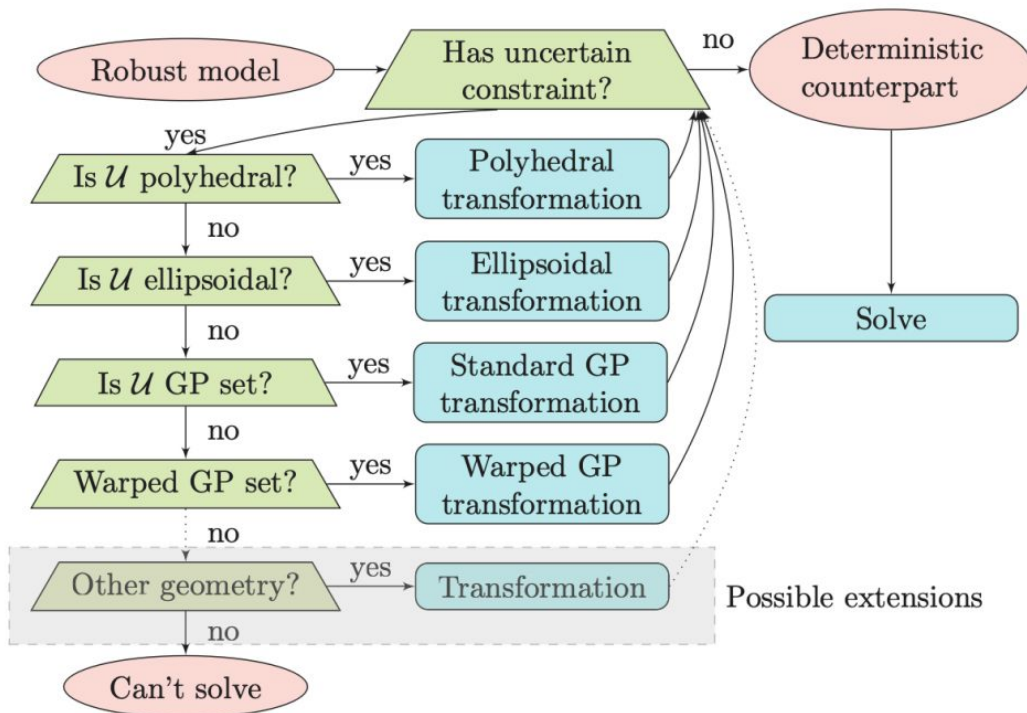 Robust model
Has uncertain
constraint?
no
Deterministic
counterpart
yes
Is 𝒰 polyhedral?
yes
Polyhedral
transformation
no
Is 𝒰 ellipsoidal?
yes
Ellipsoidal
transformation
Solve
no
Is 𝒰 GP set?
yes
Standard GP
transformation
no
Warped GP set?
yes
Warped GP
transformation
no
Other geometry?
yes
Transformation
Possible extensions
no
Can't solve